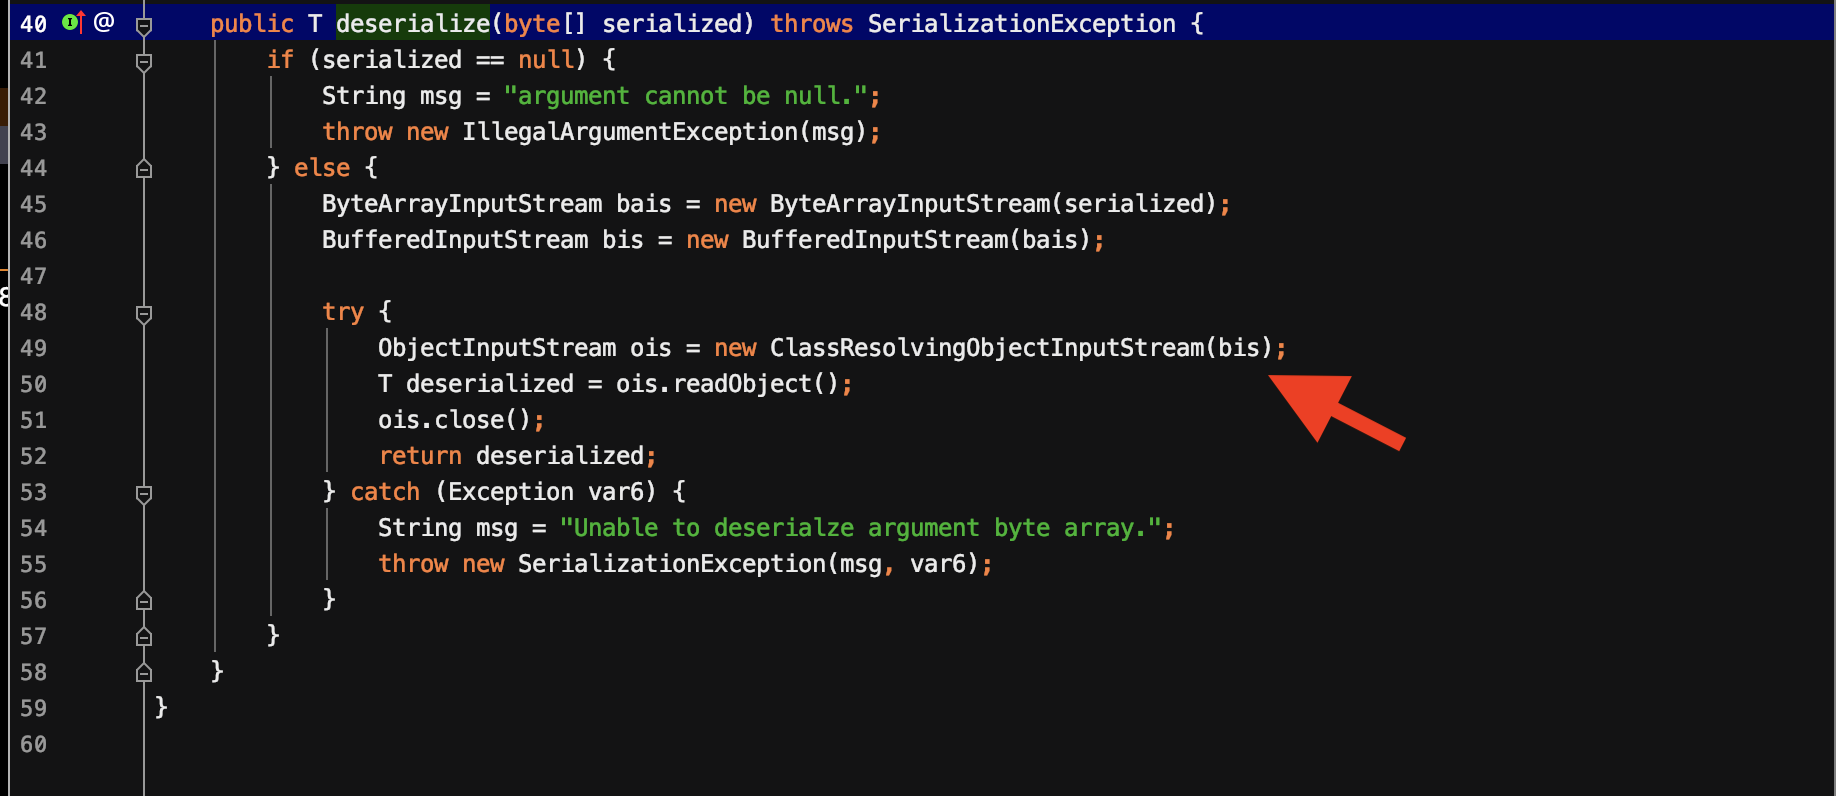 40 @ public T deserialize(byte[] serialized) throws SerializationException {
41 if (serialized == null) {
42 String msg = "argument cannot be null.";
43 throw new IllegalArgumentException(msg);
44 } else {
45 ByteArrayInputStream bais = new ByteArrayInputStream(serialized);
46 BufferedInputStream bis = new BufferedInputStream(bais);
47
48 try {
49 ObjectInputStream ois = new ClassResolvingObjectInputStream(bis);
50 T deserialized = ois.readObject();
51 ois.close();
52 return deserialized;
53 } catch (Exception var6) {
54 String msg = "Unable to deserialze argument byte array.";
55 throw new SerializationException(msg, var6);
56 }
57 }
58 }
59 }
60